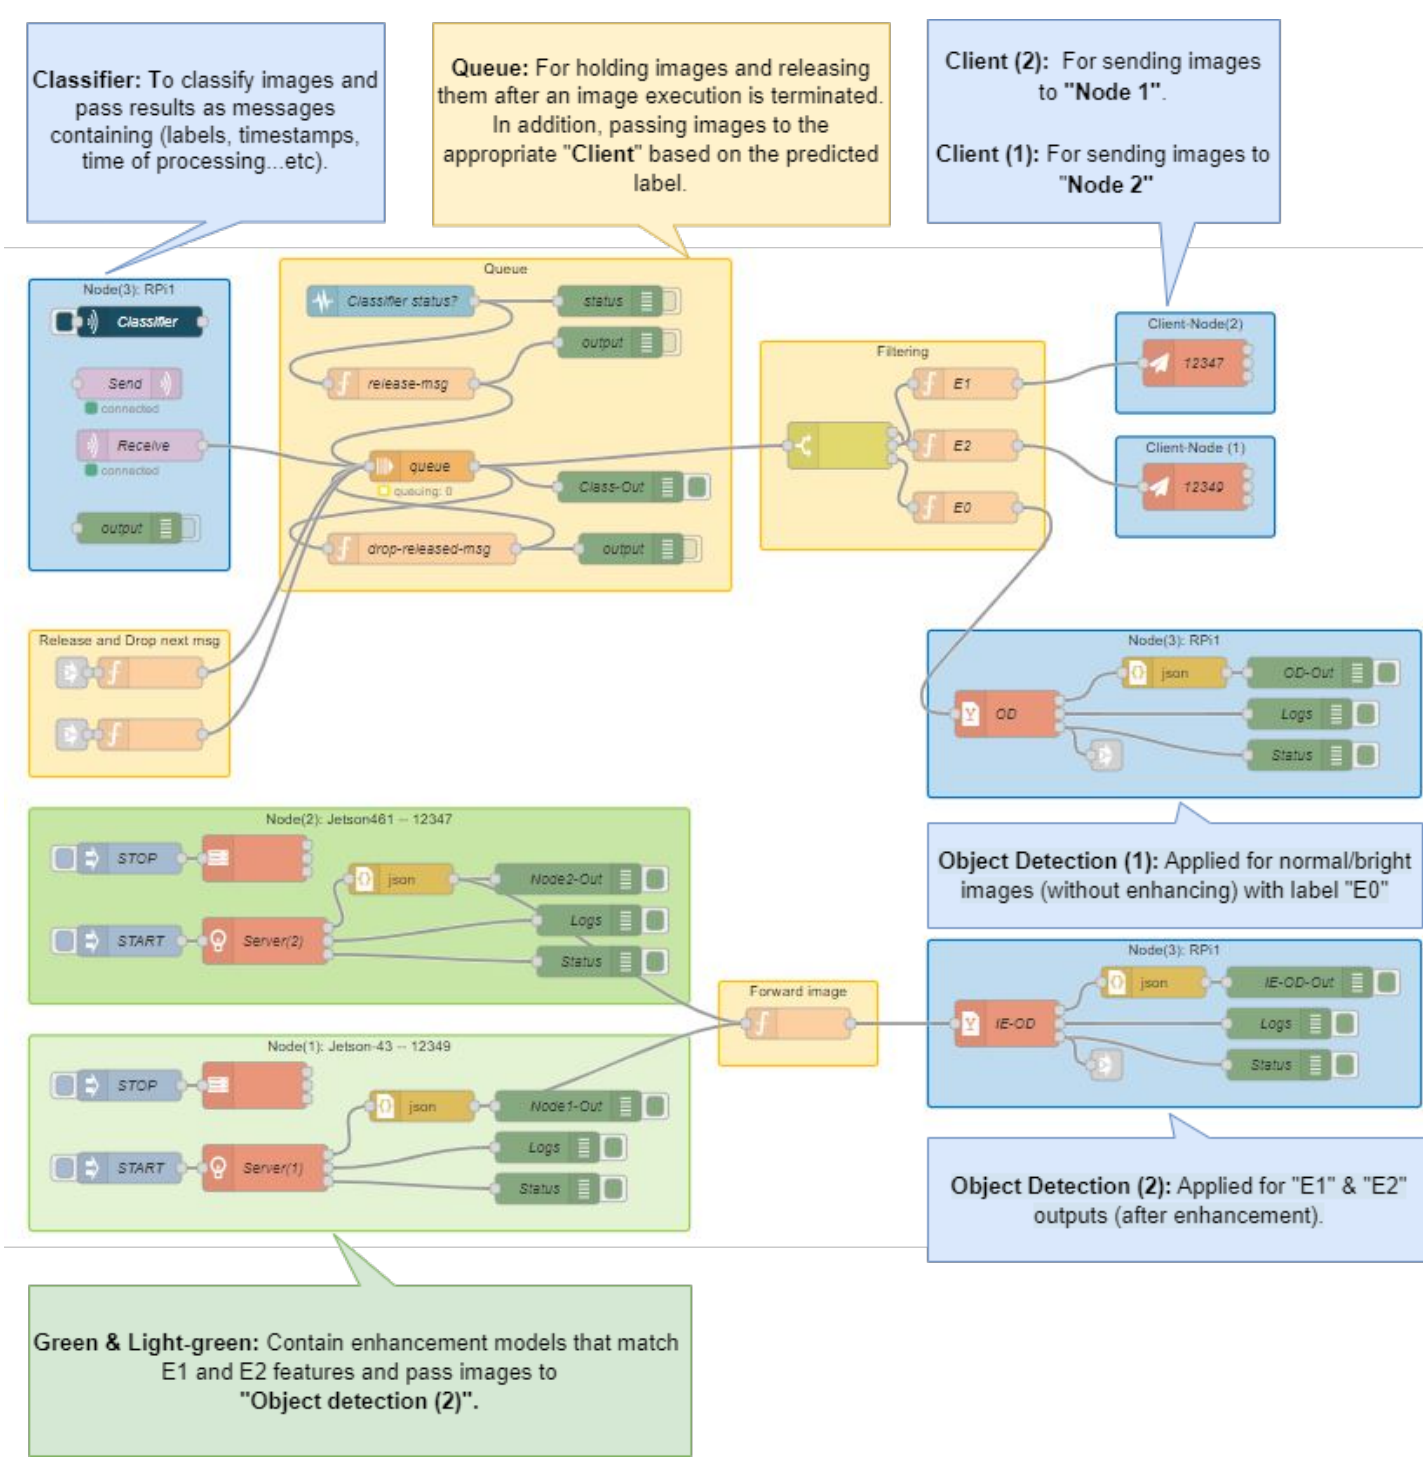 Classifier: To classify images and
pass results as messages
containing (labels, timestamps,
time of processing...etc).
Queue: For holding images and releasing
them after an image execution is terminated.
In addition, passing images to the
appropriate "Client" based on the predicted
label.
Client (2): For sending images
to "Node 1".
Client (1): For sending images to
"Node 2"
Node(3): RPi1
Classifier
Send
connected
Receive
connected
output
Queue
Classifier status?
status
output
release-msg
queue
queuing: 0
Class-Out
drop-released-msg
output
Filtering
E1
E2
E0
Client-Node(2)
12347
Client-Node (1)
12349
Release and Drop next msg
Node(3): RPi1
OD
json
OD-Out
Logs
Status
Object Detection (1): Applied for normal/bright
images (without enhancing) with label "E0"
Node(2): Jetson461 -- 12347
STOP
START
Server(2)
json
Node2-Out
Logs
Status
Forward image
Node(3): RPi1
IE-OD
json
IE-OD-Out
Logs
Status
Node(1): Jetson-43 -- 12349
STOP
START
Server(1)
json
Node1-Out
Logs
Status
Object Detection (2): Applied for "E1" & "E2"
outputs (after enhancement).
Green & Light-green: Contain enhancement models that match
E1 and E2 features and pass images to
"Object detection (2)".